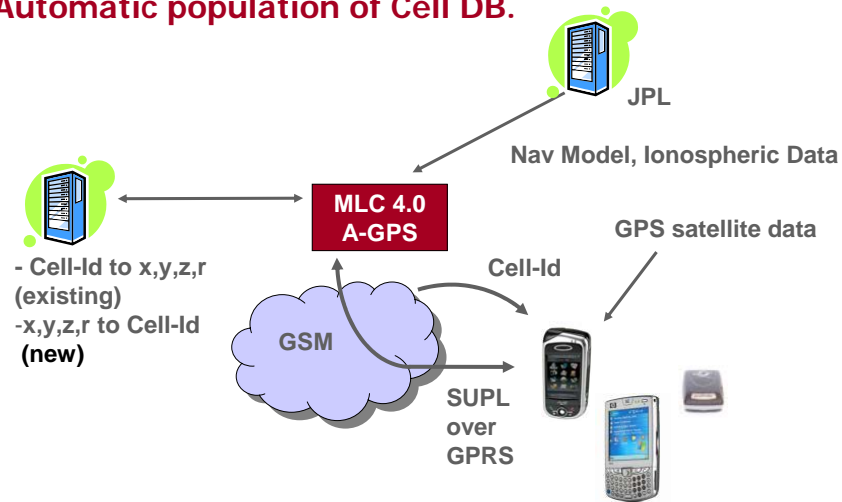 Automatic population of Cell DB.
JPL
Nav Model, Ionospheric Data
MLC 4.0
A-GPS
GPS satellite data
- Cell-Id to x,y,z,r
(existing)
-x,y,z,r to Cell-Id
(new)
Cell-Id
GSM
SUPL
over
GPRS